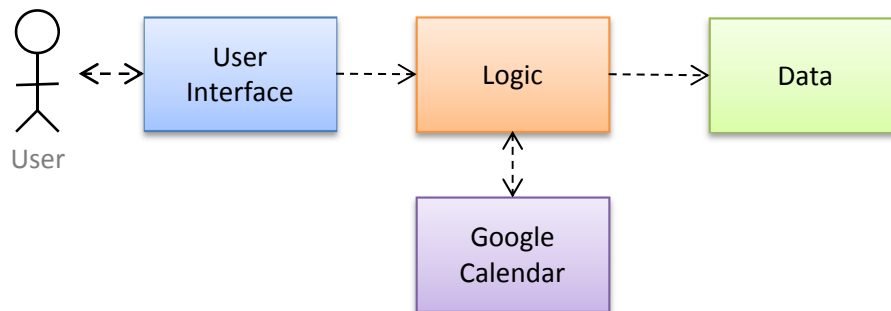 User
Interface
Logic
Data
User
Google
Calendar